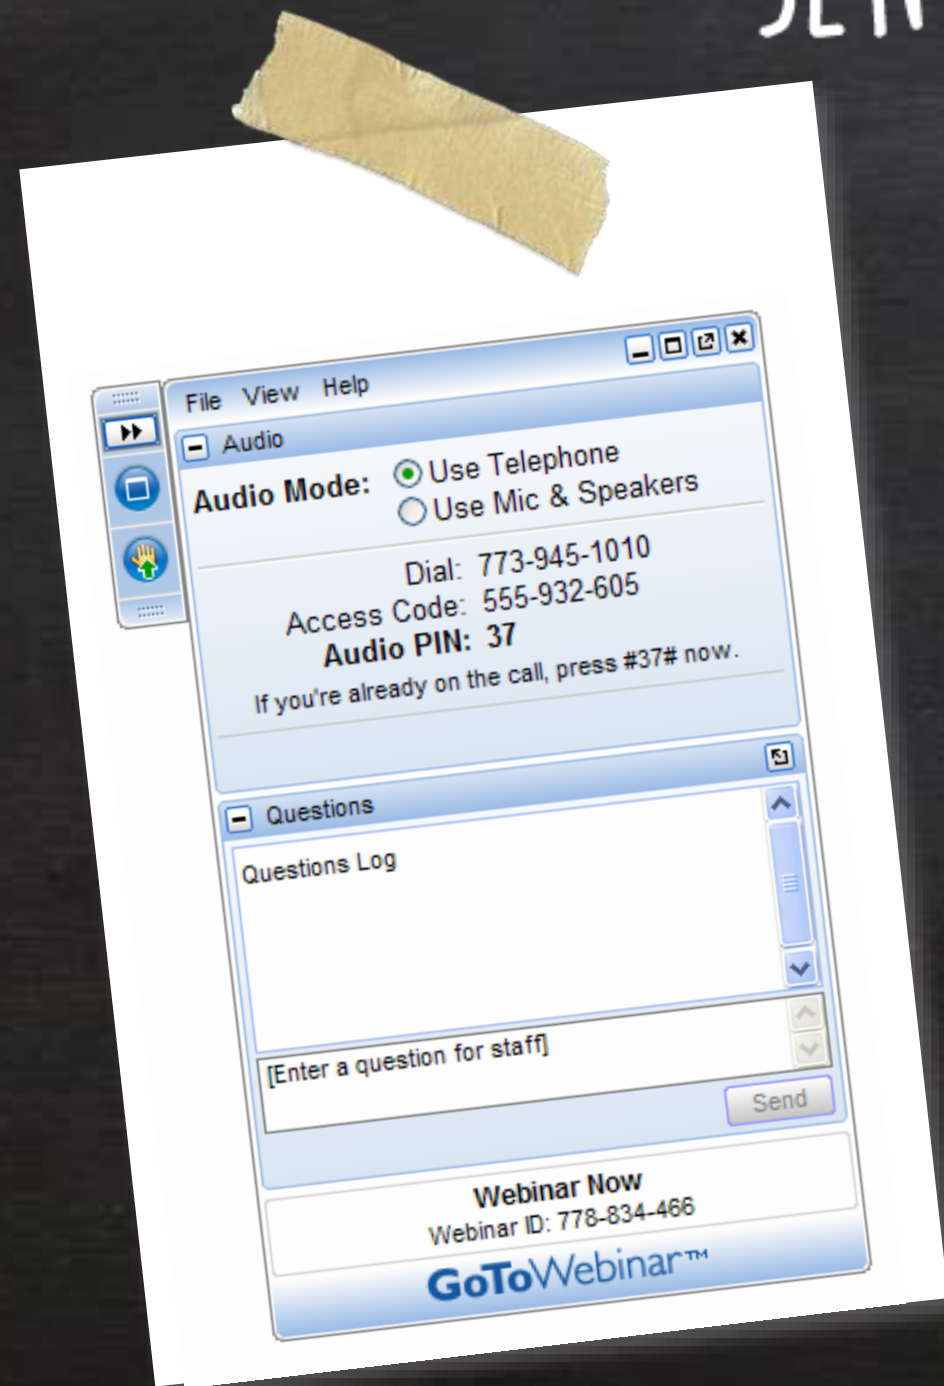 File View Help
Audio
Audio Mode: Use Telephone
Use Mic & Speakers
Dial: 773-945-1010
Access Code: 555-932-605
Audio PIN: 37
If you're already on the call, press #37# now.
Questions
Questions Log
[Enter a question for staff]
Send
Webinar Now
Webinar ID: 778-834-466
GoToWebinar™